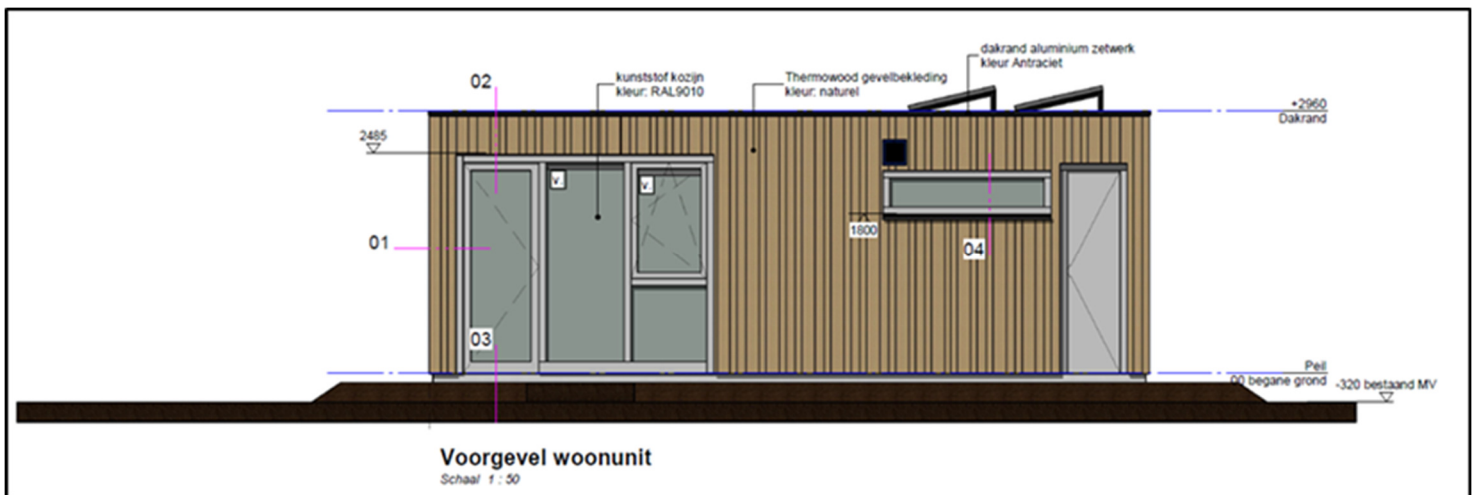 dakrand aluminium zetwerk
kleur Antraciet
02
kunststof kozijn
kleur: RAL9010
Thermowood gevelbekleding
kleur: naturel
+2960
Dakrand
2485
v.
v.
1800
01
04
03
Peil
00 begane grond
-320 bestaand MV
Voorgevel woonunit
Schaal 1 : 50